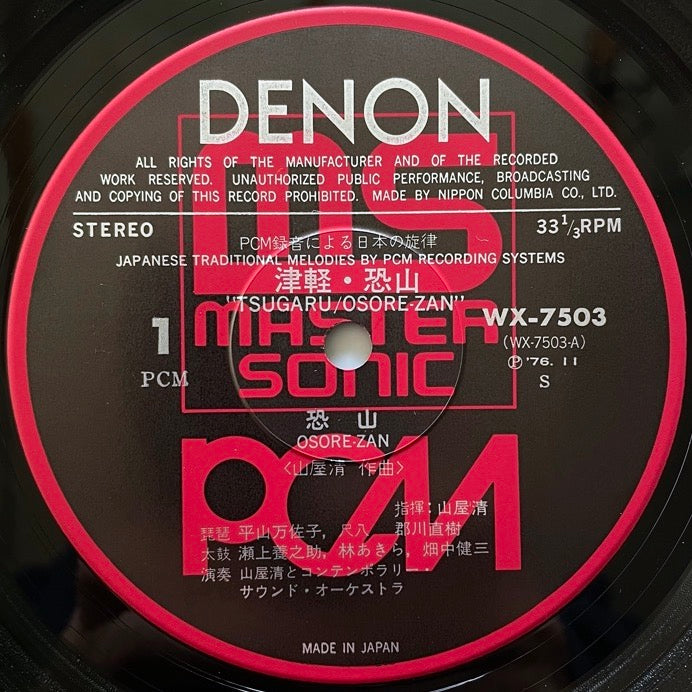 DENON
ALL RIGHTS OF THE MANUFACTURER AND OF THE RECORDED
WORK RESERVED. UNAUTHORIZED PUBLIC PERFORMANCE, BROADCASTING
AND COPYING OF THIS RECORD PROHIBITED. MADE BY NIPPON COLUMBIA CO., LTD.
STEREO 33 1/3 RPM
PCM録音による日本の旋律
JAPANESE TRADITIONAL MELODIES BY PCM RECORDING SYSTEMS
津軽・恐山
"TSUGARU/OSORE-ZAN"
MS
MASTER
SONIC
1
PCM
WX-7503
(WX-7503-A)
Ⓟ '76. 11
S
恐山
OSORE-ZAN
〈山屋清 作曲〉
PCM
指揮:山屋清
琵琶 平山万佐子, 尺八 郡川直樹
太鼓 瀬上養之助, 林あきら, 畑中健三
演奏 山屋清とコンテンポラリー・
サウンド・オーケストラ
MADE IN JAPAN